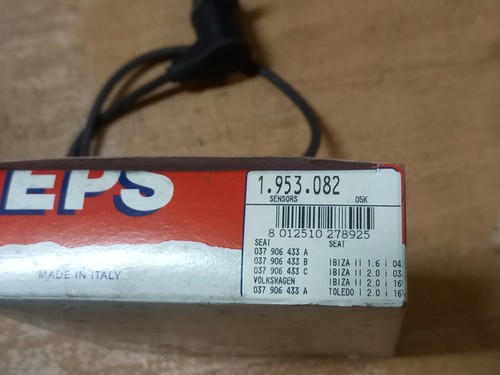 EPS
MADE IN ITALY
1.953.082
SENSORS 05K
8 012510 278925
SEAT SEAT
037 906 433 A
037 906 433 B IBIZA II 1.6 i 04
037 906 433 C IBIZA II 2.0 i 03
VOLKSWAGEN IBIZA II 2.0 i 16
037 906 433 A TOLEDO I 2.0 i 16